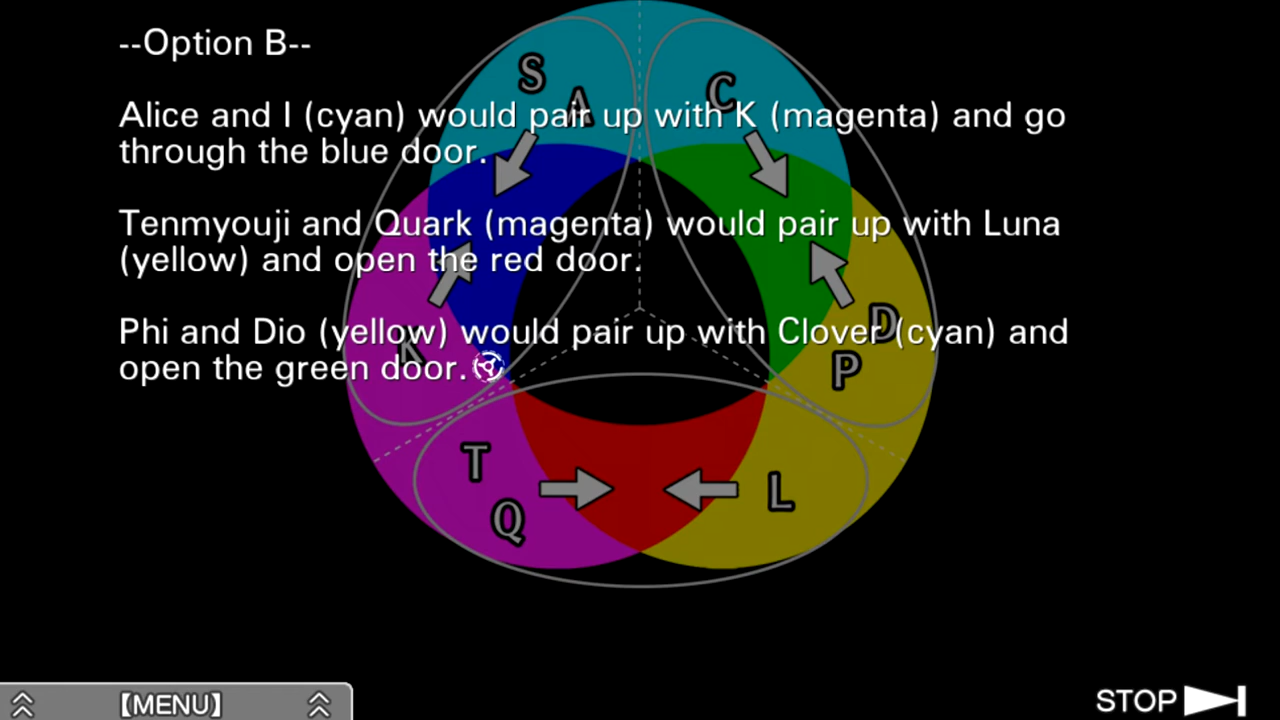 --Option B--
Alice and I (cyan) would pair up with K (magenta) and go
through the blue door.
Tenmyouji and Quark (magenta) would pair up with Luna
(yellow) and open the red door.
Phi and Dio (yellow) would pair up with Clover (cyan) and
open the green door.
S
A
C
K
D
P
T
Q
L
【MENU】
STOP